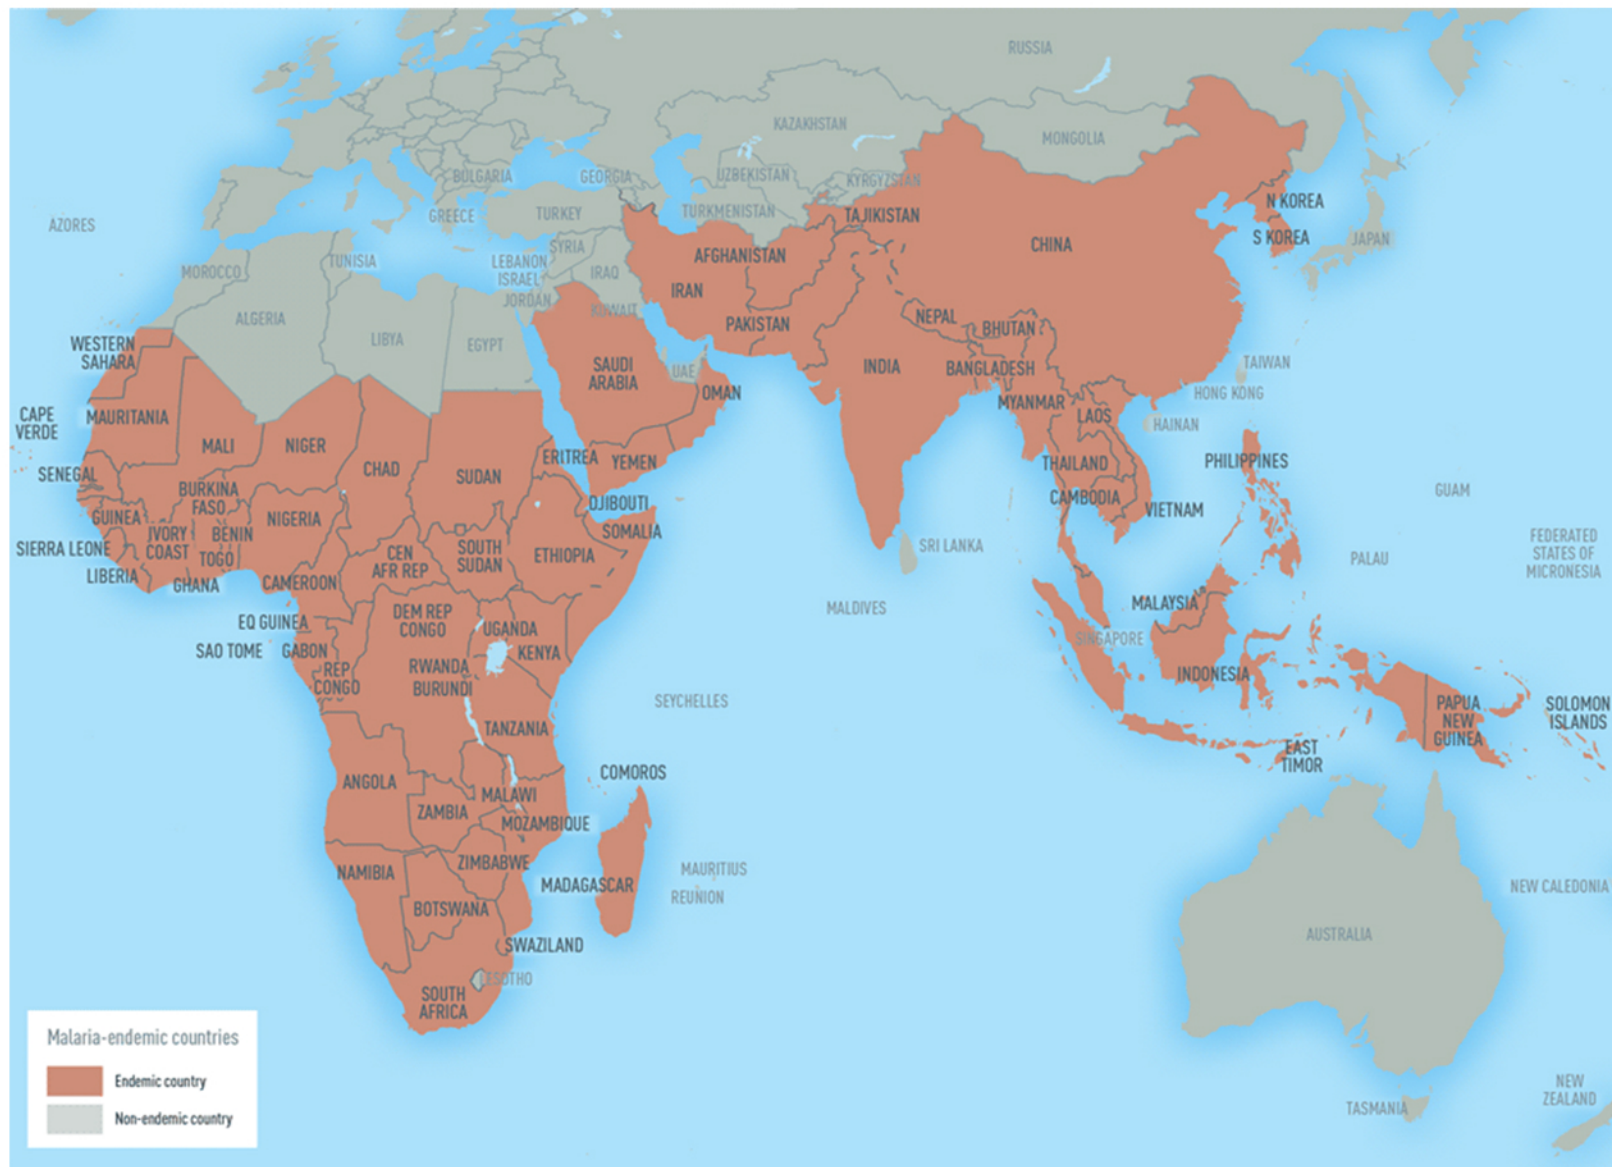 RUSSIA
KAZAKHSTAN
MONGOLIA
BULGARIA
GEORGIA
UZBEKISTAN
KYRGYZSTAN
N KOREA
AZORES
GREECE
TURKEY
TURKMENISTAN
TAJIKISTAN
S KOREA
JAPAN
CHINA
SYRIA
AFGHANISTAN
TUNISIA
LEBANON
ISRAEL
IRAQ
MOROCCO
JORDAN
IRAN
KUWAIT
ALGERIA
LIBYA
EGYPT
PAKISTAN
NEPAL
BHUTAN
WESTERN
SAHARA
SAUDI
ARABIA
UAE
OMAN
INDIA
BANGLADESH
TAIWAN
HONG KONG
CAPE
VERDE
MAURITANIA
MYANMAR
LAOS
HAINAN
MALI
NIGER
CHAD
SUDAN
ERITREA
YEMEN
THAILAND
PHILIPPINES
SENEGAL
BURKINA
FASO
DJIBOUTI
CAMBODIA
VIETNAM
GUAM
GUINEA
NIGERIA
IVORY
COAST
BENIN
TOGO
SOMALIA
SIERRA LEONE
CEN
AFR REP
SOUTH
SUDAN
ETHIOPIA
SRI LANKA
PALAU
FEDERATED
STATES OF
MICRONESIA
LIBERIA
GHANA
CAMEROON
MALDIVES
MALAYSIA
EQ GUINEA
DEM REP
CONGO
UGANDA
SINGAPORE
SAO TOME
GABON
KENYA
REP
CONGO
RWANDA
BURUNDI
INDONESIA
SEYCHELLES
PAPUA
NEW
GUINEA
SOLOMON
ISLANDS
TANZANIA
EAST
TIMOR
ANGOLA
COMOROS
MALAWI
ZAMBIA
MOZAMBIQUE
NAMIBIA
ZIMBABWE
MADAGASCAR
MAURITIUS
REUNION
NEW CALEDONIA
BOTSWANA
AUSTRALIA
SWAZILAND
LESOTHO
SOUTH
AFRICA
Malaria-endemic countries
Endemic country
Non-endemic country
TASMANIA
NEW
ZEALAND